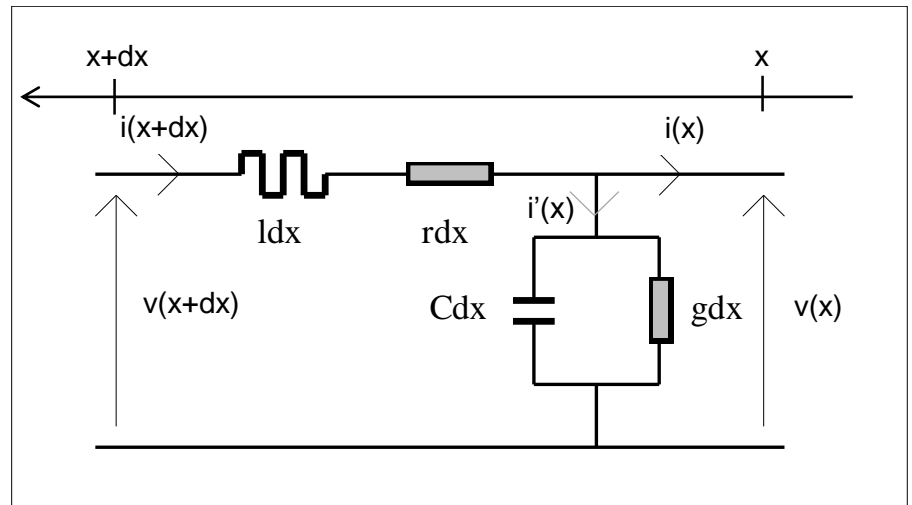 x+dx x
i(x+dx) i(x)
i’(x)
ldx rdx
v(x+dx) Cdx gdx v(x)